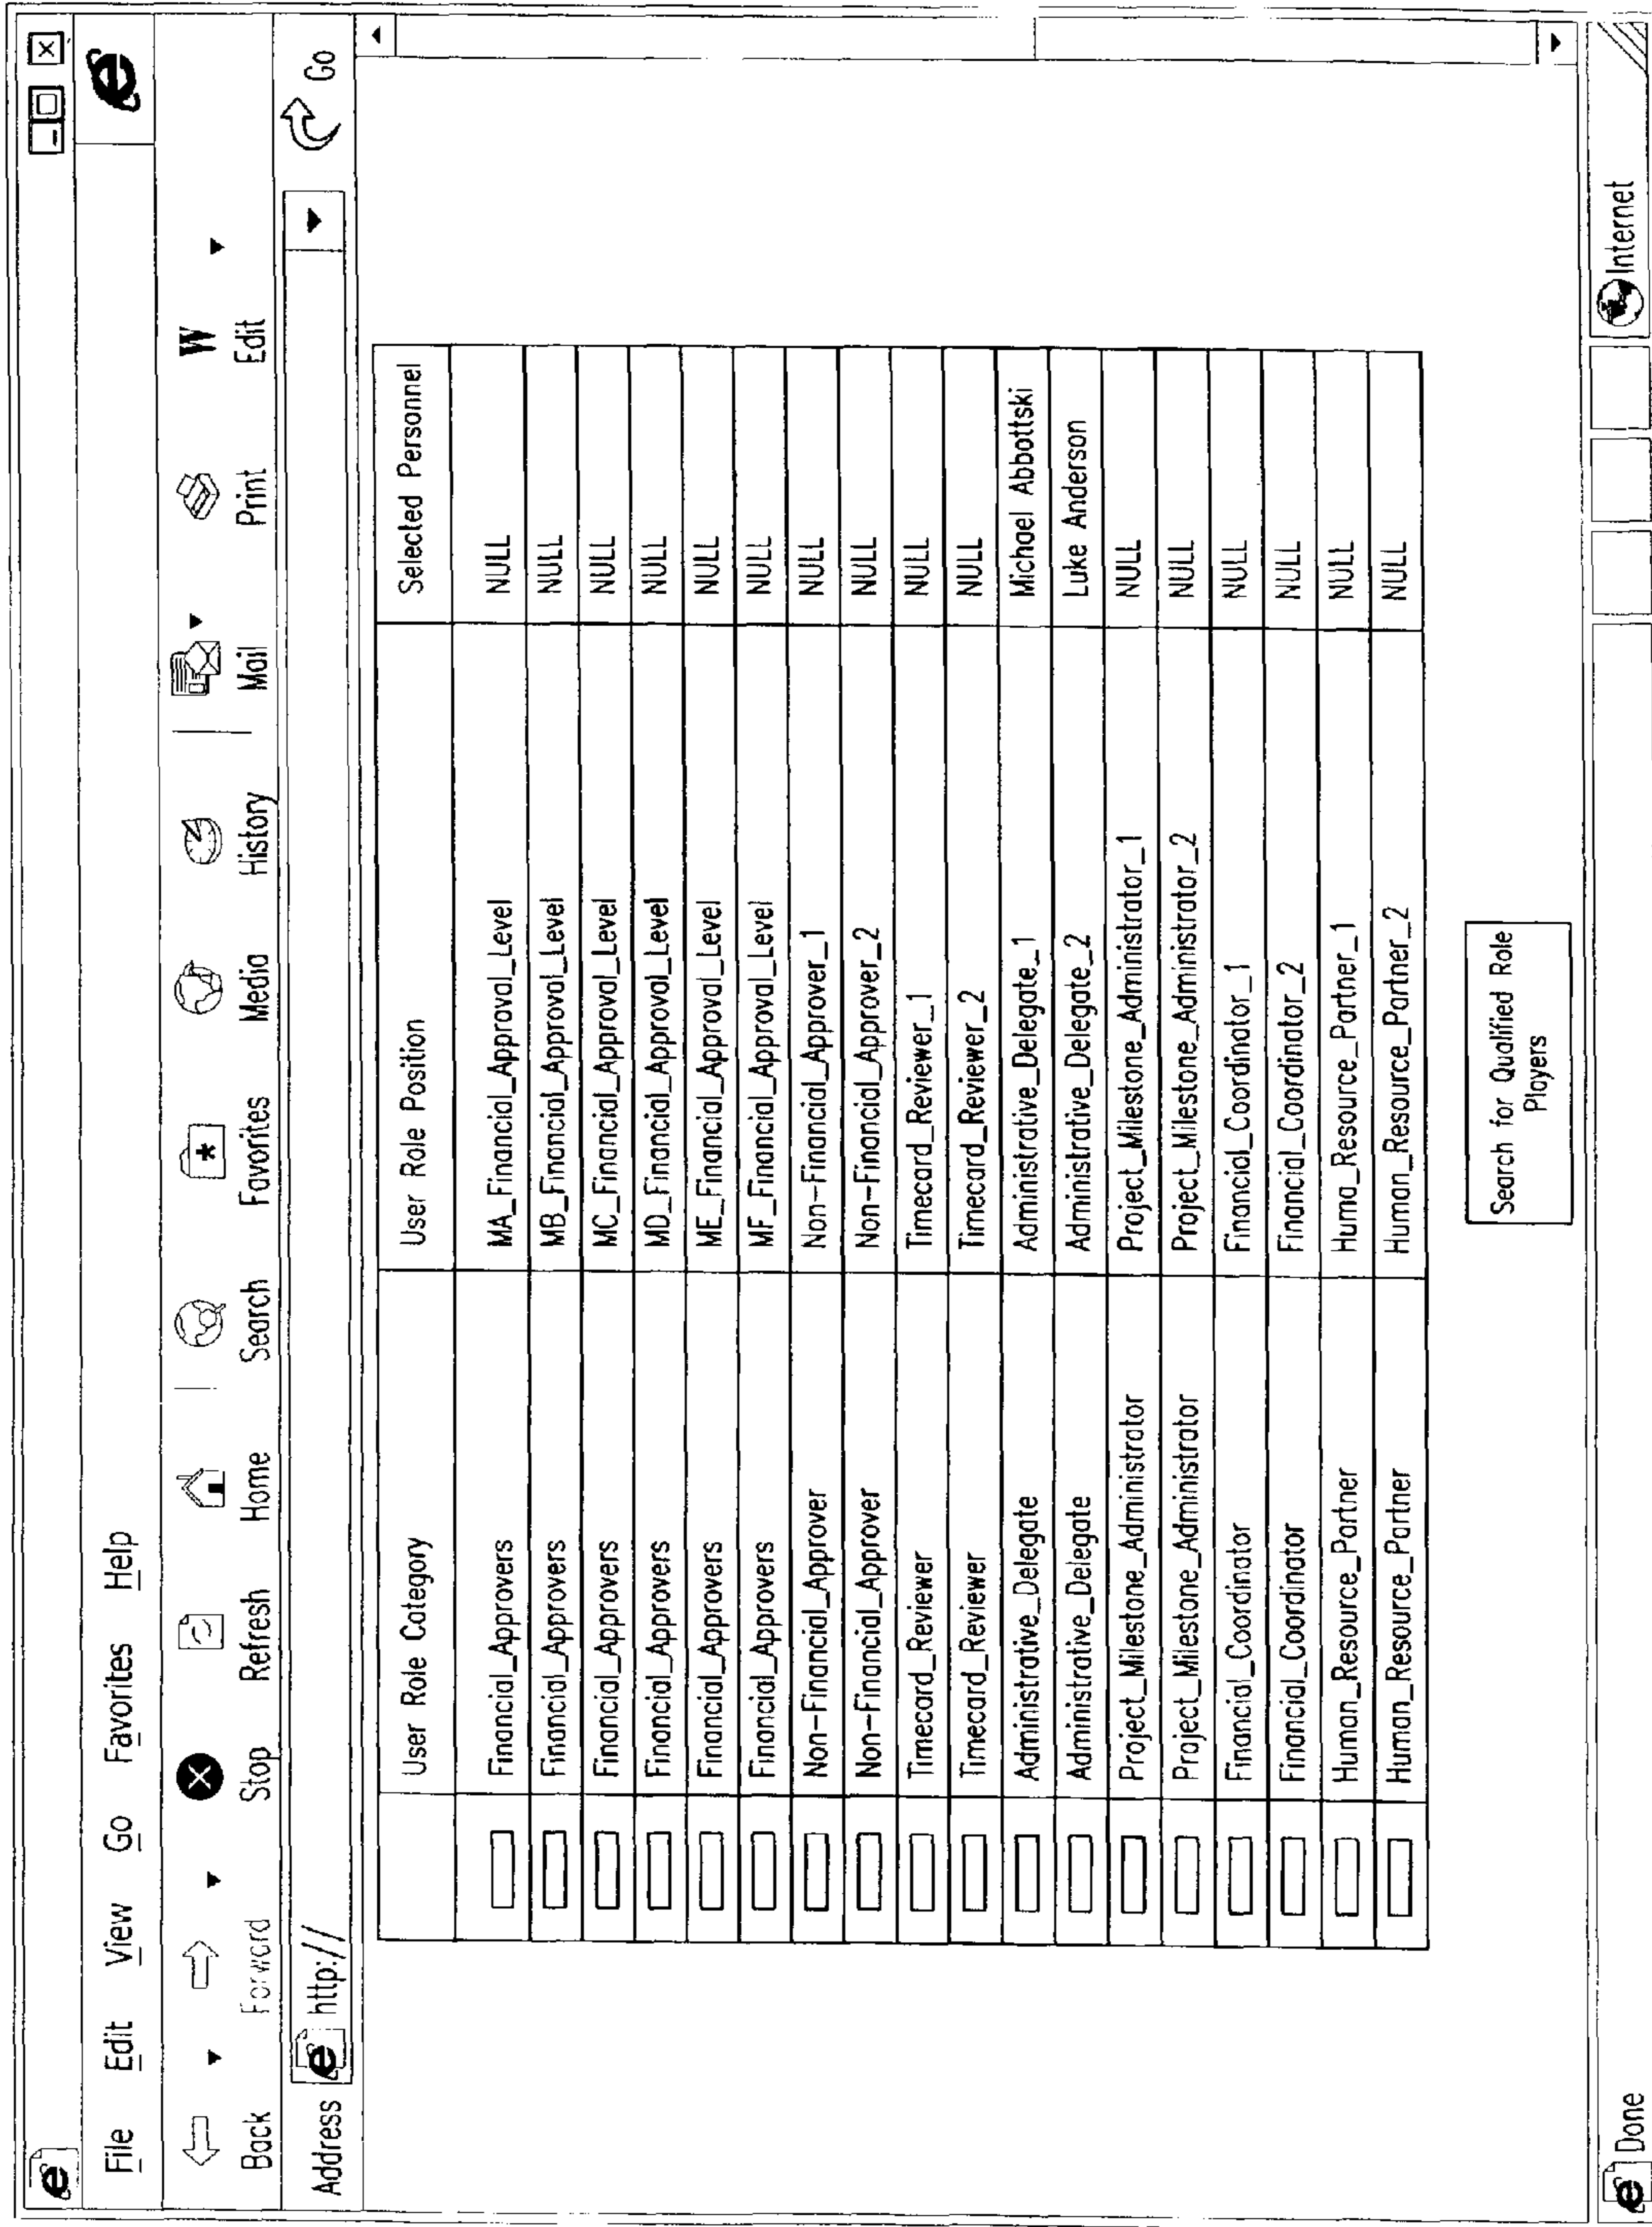 File Edit View Go Favorites Help
Back Forward Stop Refresh Home Search Favorites Media History Mail Print Edit
W
Address http:// Go
User Role Category User Role Position Selected Personnel
Financial_Approvers MA_Financial_Approval_Level NULL
Financial_Approvers MB_Financial_Approval_Level NULL
Financial_Approvers MC_Financial_Approval_Level NULL
Financial_Approvers MD_Financial_Approval_Level NULL
Financial_Approvers ME_Financial_Approval_Level NULL
Financial_Approvers MF_Financial_Approval_Level NULL
Non-Financial_Approver Non-Financial_Approver_1 NULL
Non-Financial_Approver Non-Financial_Approver_2 NULL
Timecard_Reviewer Timecard_Reviewer_1 NULL
Timecard_Reviewer Timecard_Reviewer_2 NULL
Administrative_Delegate Administrative_Delegate_1 Michael Abbottski
Administrative_Delegate Administrative_Delegate_2 Luke Anderson
Project_Milestone_Administrator Project_Milestone_Administrator_1 NULL
Project_Milestone_Administrator Project_Milestone_Administrator_2 NULL
Financial_Coordinator Financial_Coordinator_1 NULL
Financial_Coordinator Financial_Coordinator_2 NULL
Human_Resource_Partner Huma_Resource_Partner_1 NULL
Human_Resource_Partner Human_Resource_Partner_2 NULL
Search for Qualified Role
Players
Done Internet